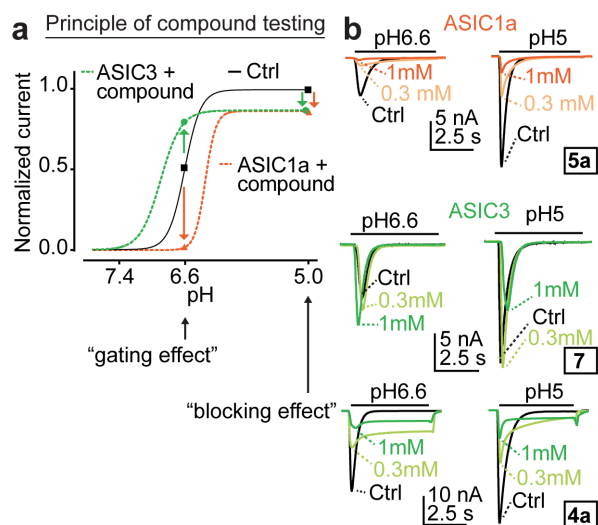 a
Principle of compound testing
ASIC3 +
compound
Ctrl
ASIC1a +
compound
Normalized current
1.0
0.5
0.0
7.4
6.6
5.0
pH
“gating effect”
“blocking effect”
b
ASIC1a
pH6.6
pH5
1mM
0.3 mM
Ctrl
5 nA
2.5 s
1mM
0.3 mM
Ctrl
5a
ASIC3
pH6.6
pH5
Ctrl
0.3mM
1mM
5 nA
2.5 s
1mM
Ctrl
0.3mM
7
pH6.6
pH5
1mM
0.3mM
Ctrl
10 nA
2.5 s
1mM
0.3mM
Ctrl
4a